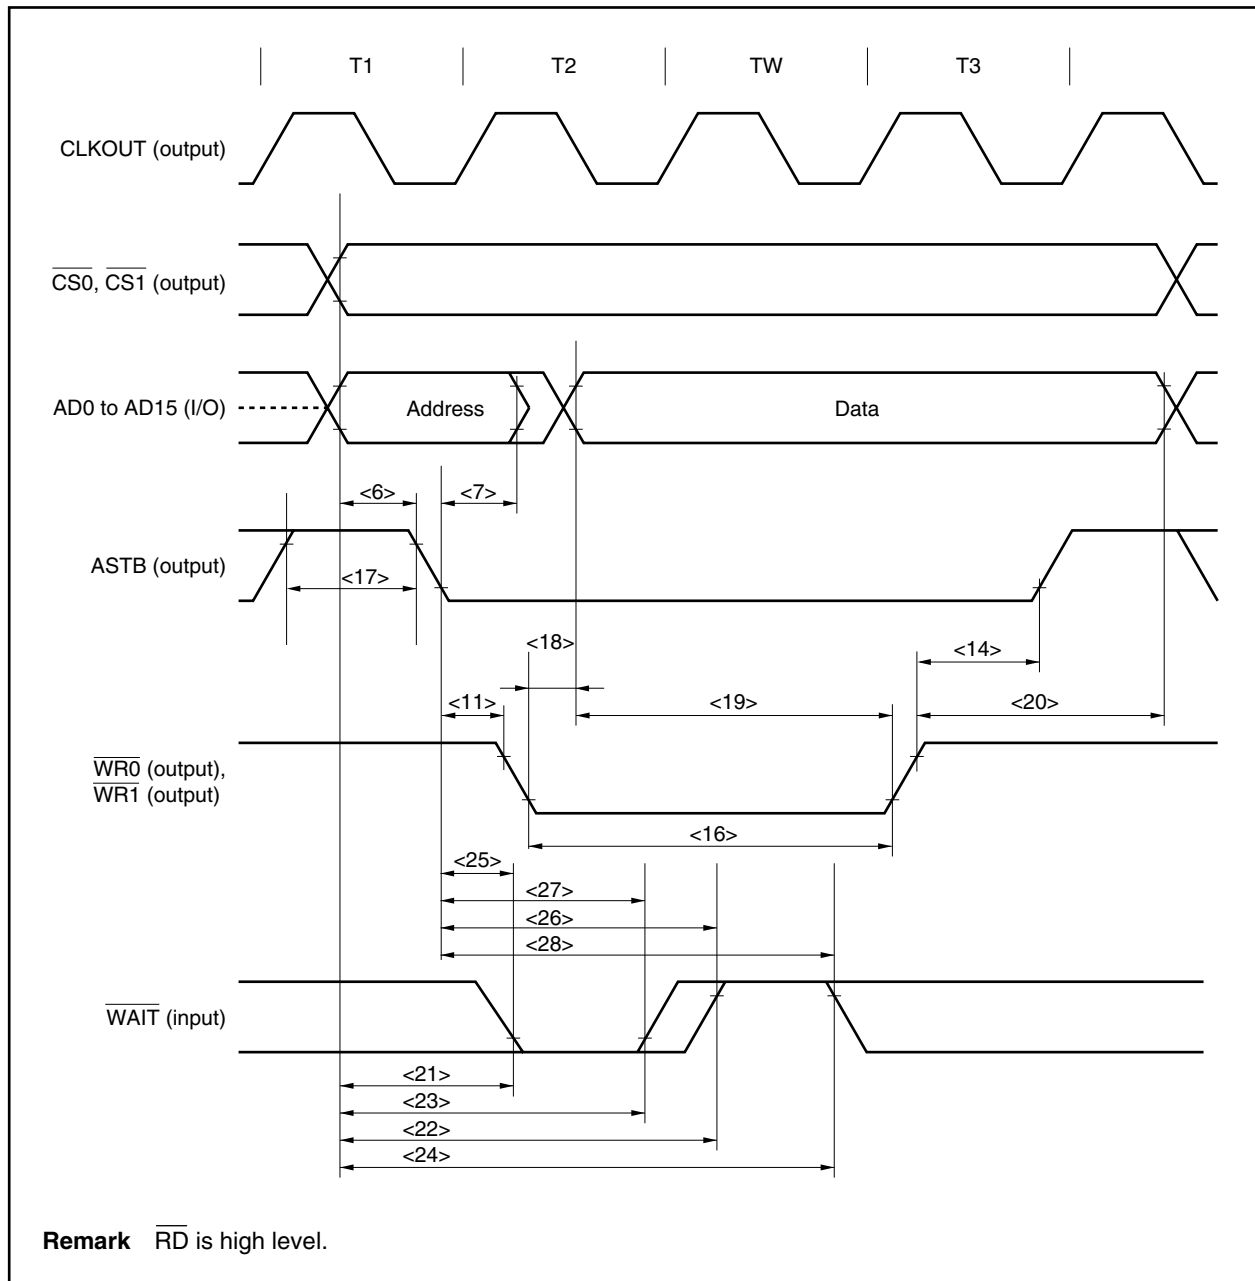 T1 T2 TW T3
CLKOUT (output)
CS0, CS1 (output)
AD0 to AD15 (I/O)
Address
Data
<6>
<7>
ASTB (output)
<17>
<18>
<14>
<11>
<19>
<20>
WR0 (output),
WR1 (output)
<16>
<25>
<27>
<26>
<28>
WAIT (input)
<21>
<23>
<22>
<24>
Remark RD is high level.